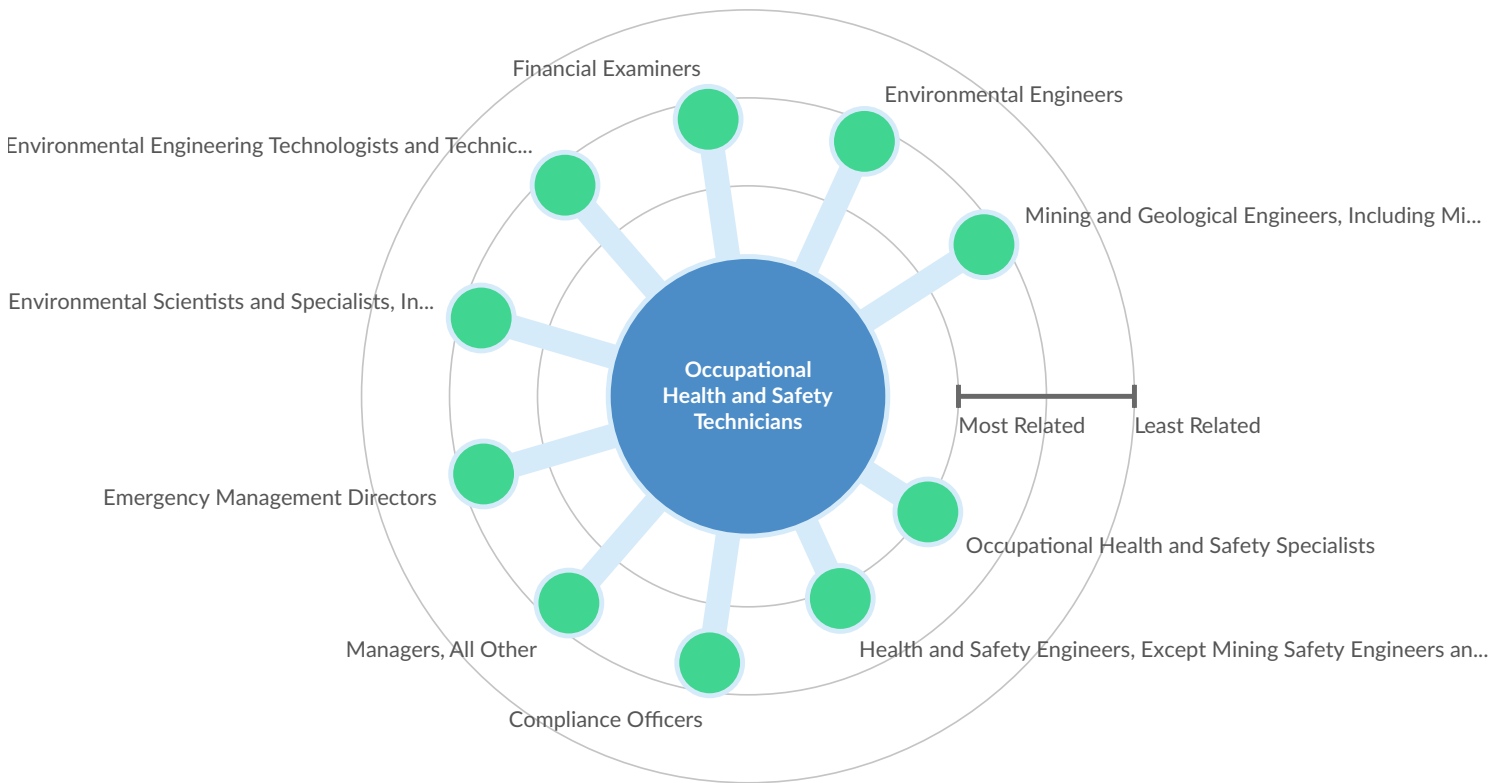 Financial Examiners
Environmental Engineers
Environmental Engineering Technologists and Technic...
Mining and Geological Engineers, Including Mi...
Environmental Scientists and Specialists, In...
Occupational
Health and Safety
Technicians
Most Related
Least Related
Emergency Management Directors
Occupational Health and Safety Specialists
Managers, All Other
Health and Safety Engineers, Except Mining Safety Engineers an...
Compliance Officers